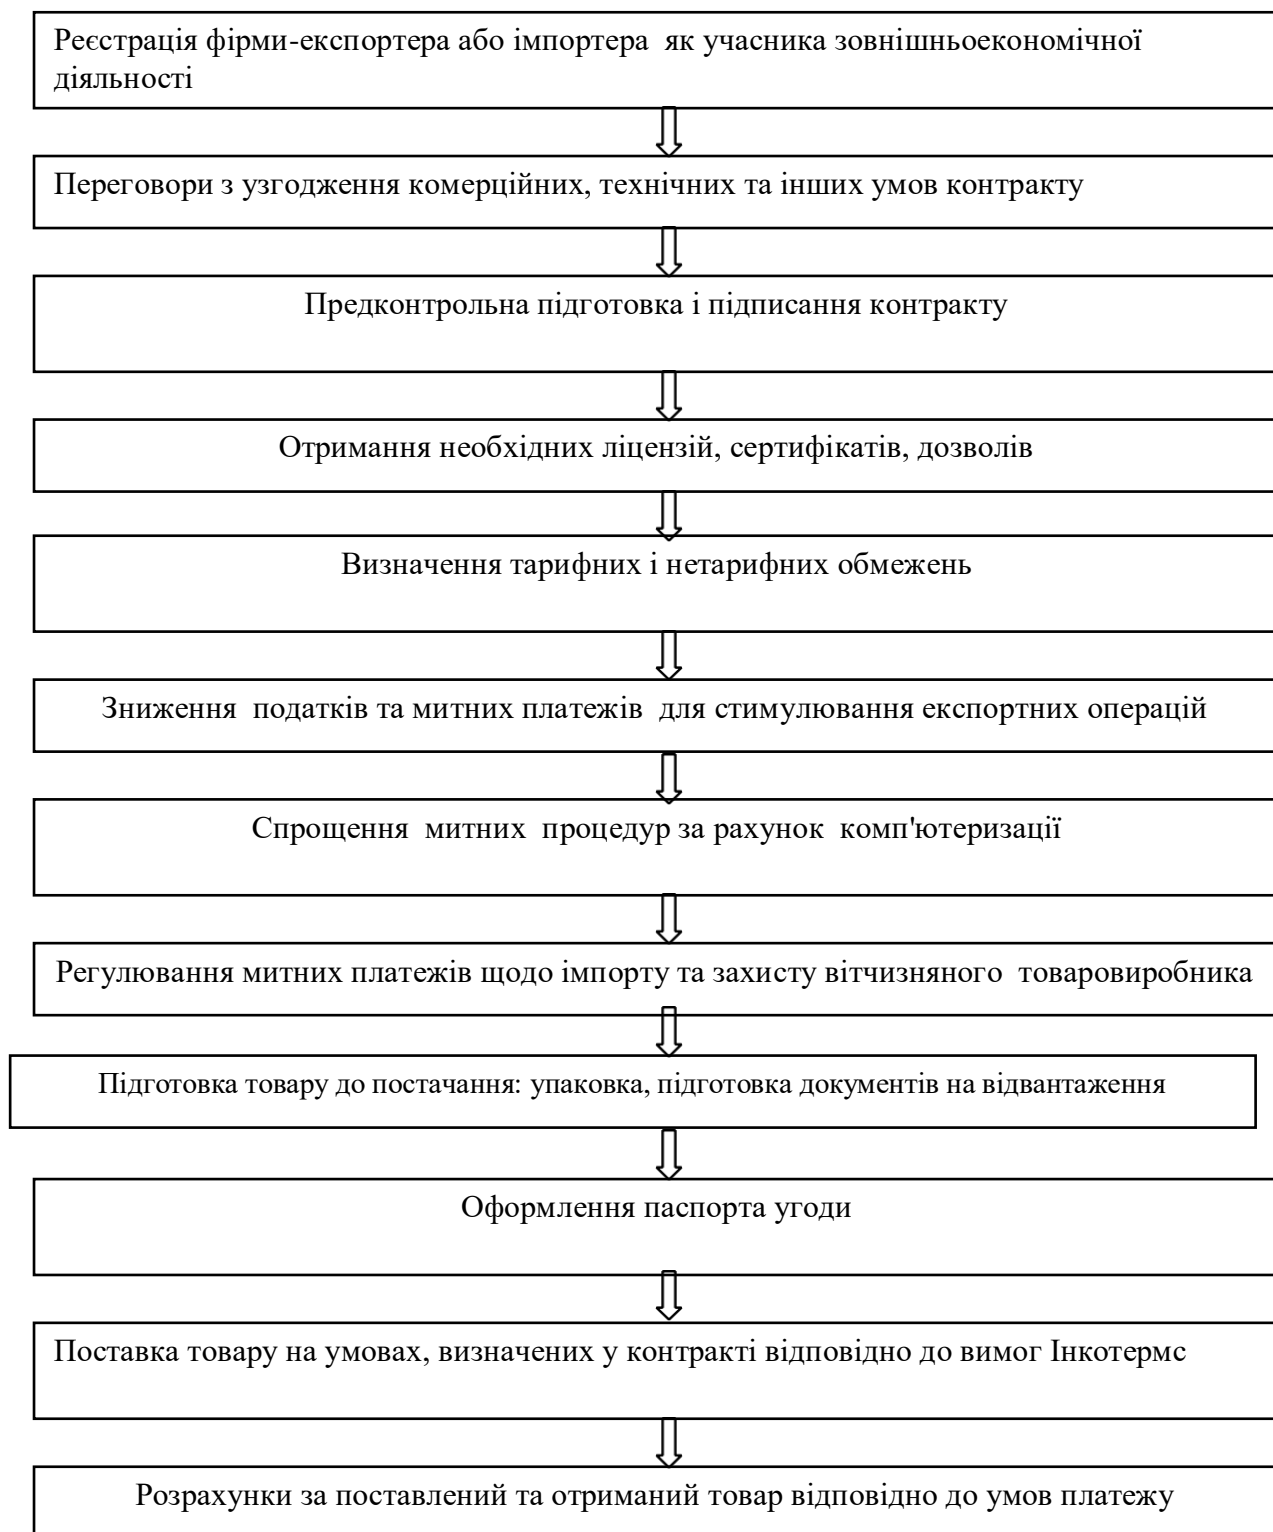 Реєстрація фірми-експортера або імпортера як учасника зовнішньоекономічної
діяльності
Переговори з узгодження комерційних, технічних та інших умов контракту
Предконтрольна підготовка і підписання контракту
Отримання необхідних ліцензій, сертифікатів, дозволів
Визначення тарифних і нетарифних обмежень
Зниження податків та митних платежів для стимулювання експортних операцій
Спрощення митних процедур за рахунок комп'ютеризації
Регулювання митних платежів щодо імпорту та захисту вітчизняного товаровиробника
Підготовка товару до постачання: упаковка, підготовка документів на відвантаження
Оформлення паспорта угоди
Поставка товару на умовах, визначених у контракті відповідно до вимог Інкотермс
Розрахунки за поставлений та отриманий товар відповідно до умов платежу